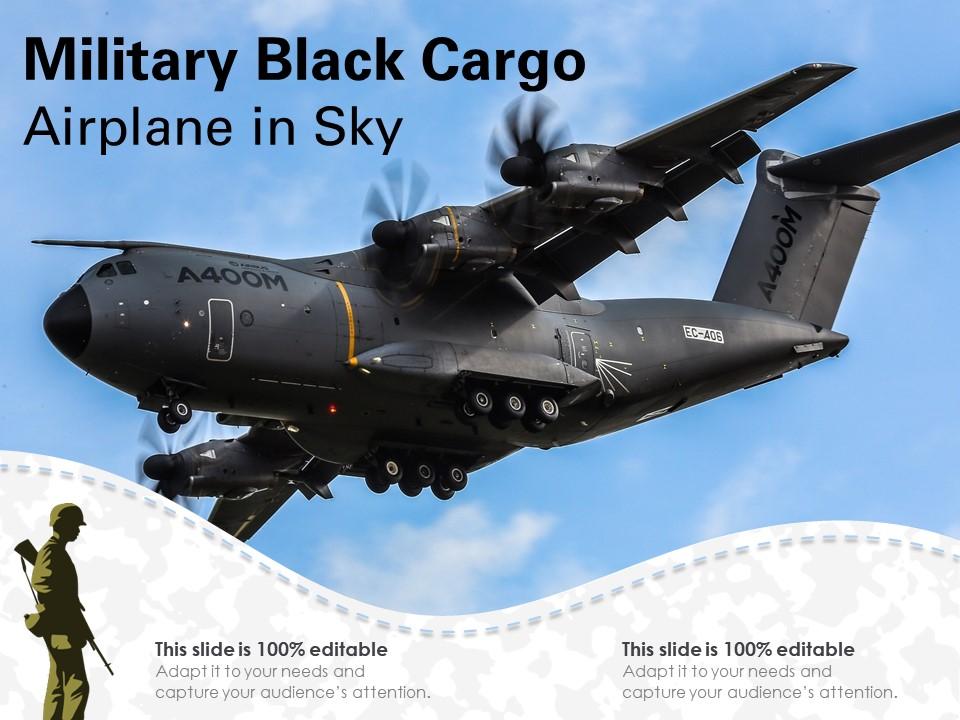 Military Black Cargo
Airplane in Sky
A400M
A400M
EC-406
This slide is 100% editable
Adapt it to your needs and
capture your audience's attention.
This slide is 100% editable
Adapt it to your needs and
capture your audience's attention.